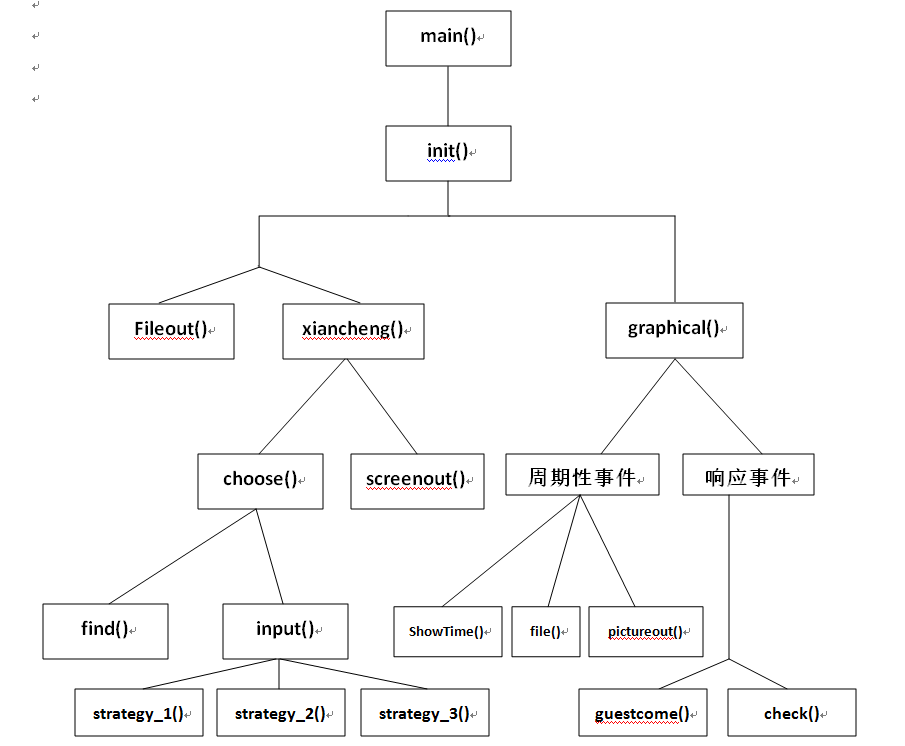 main()
init()
Fileout()
xiancheng()
graphical()
choose()
screenout()
周期性事件
响应事件
find()
input()
ShowTime()
file()
pictureout()
strategy_1()
strategy_2()
strategy_3()
guestcome()
check()